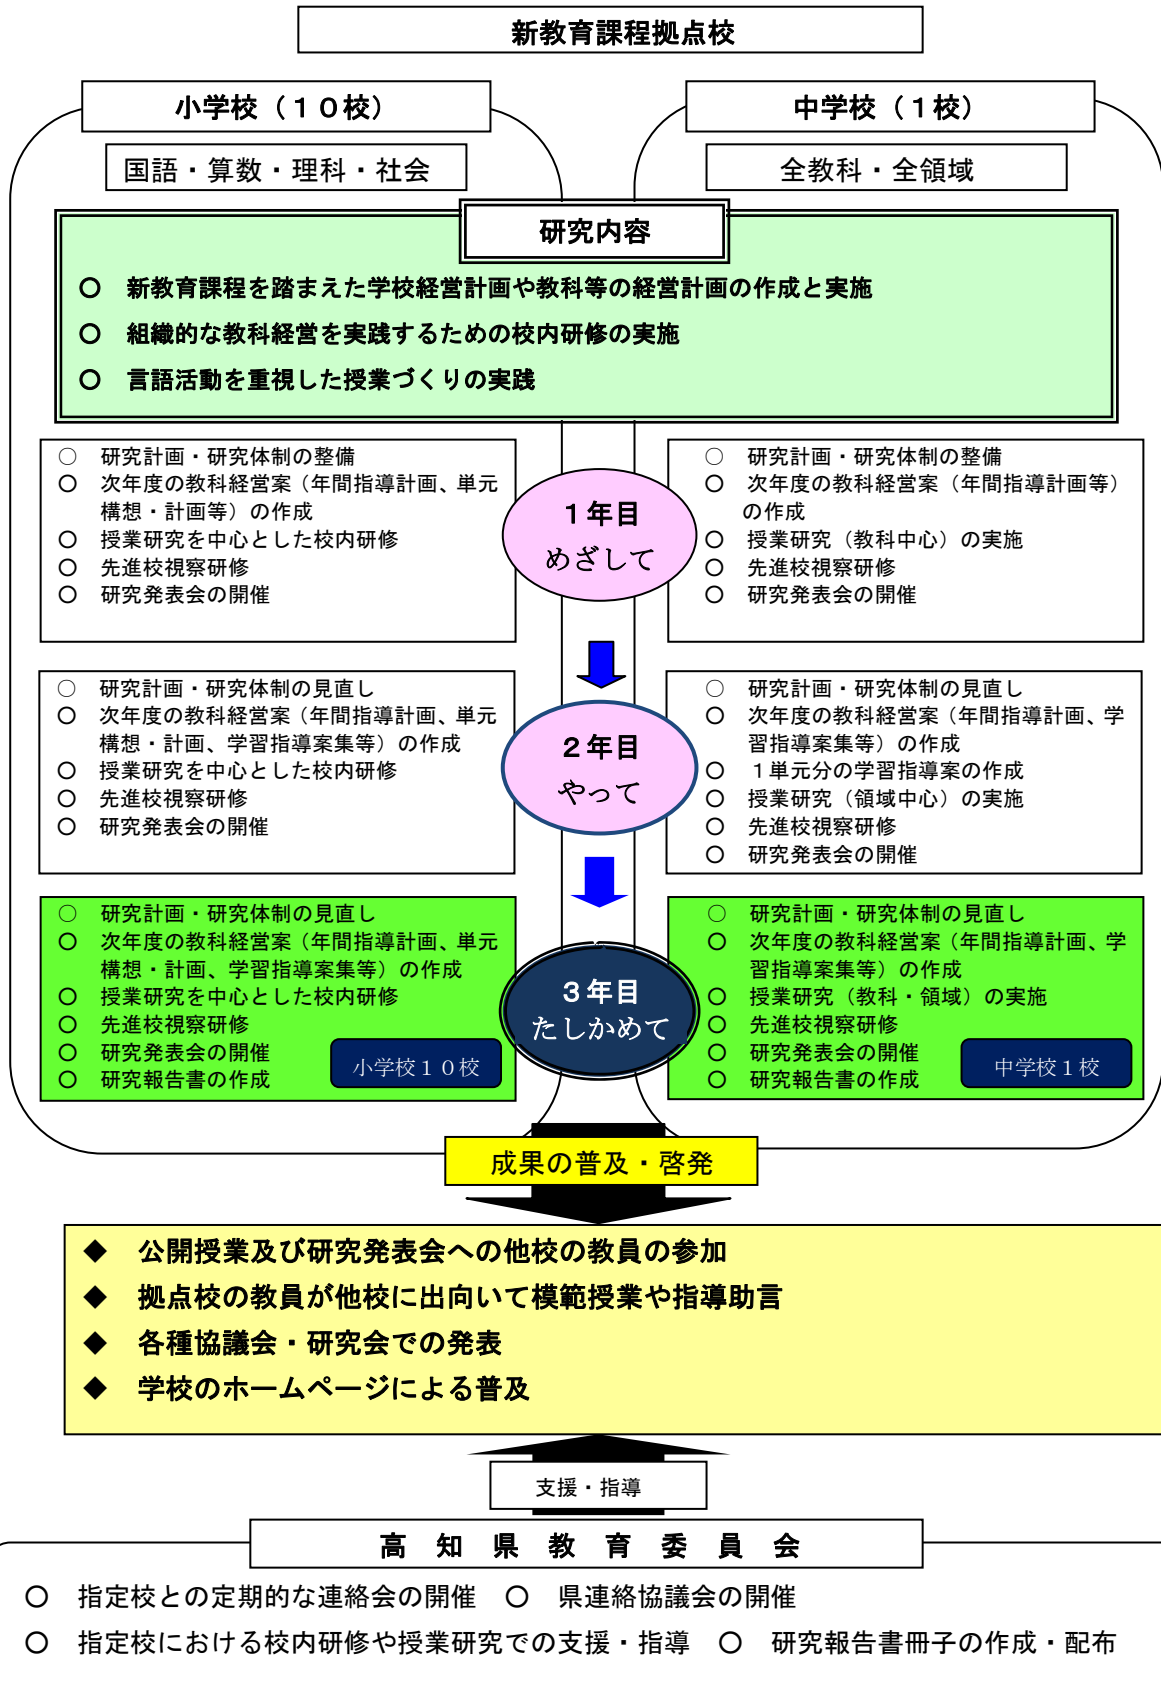 新教育課程拠点校
小学校（１０校）
中学校（１校）
国語・算数・理科・社会
全教科・全領域
研究内容
○　新教育課程を踏まえた学校経営計画や教科等の経営計画の作成と実施
○　組織的な教科経営を実践するための校内研修の実施
○　言語活動を重視した授業づくりの実践
○　研究計画・研究体制の整備
○　次年度の教科経営案（年間指導計画、単元
構想・計画等）の作成
○　授業研究を中心とした校内研修
○　先進校視察研修
○　研究発表会の開催
１年目
めざして
○　研究計画・研究体制の整備
○　次年度の教科経営案（年間指導計画等）
の作成
○　授業研究（教科中心）の実施
○　先進校視察研修
○　研究発表会の開催
○　研究計画・研究体制の見直し
○　次年度の教科経営案（年間指導計画、単元
構想・計画、学習指導案集等）の作成
○　授業研究を中心とした校内研修
○　先進校視察研修
○　研究発表会の開催
２年目
やって
○　研究計画・研究体制の見直し
○　次年度の教科経営案（年間指導計画、学
習指導案集等）の作成
○　１単元分の学習指導案の作成
○　授業研究（領域中心）の実施
○　先進校視察研修
○　研究発表会の開催
○　研究計画・研究体制の見直し
○　次年度の教科経営案（年間指導計画、単元
構想・計画、学習指導案集等）の作成
○　授業研究を中心とした校内研修
○　先進校視察研修
○　研究発表会の開催
○　研究報告書の作成
小学校１０校
３年目
たしかめて
○　研究計画・研究体制の見直し
○　次年度の教科経営案（年間指導計画、学
習指導案集等）の作成
○　授業研究（教科・領域）の実施
○　先進校視察研修
○　研究発表会の開催
○　研究報告書の作成
中学校１校
成果の普及・啓発
◆　公開授業及び研究発表会への他校の教員の参加
◆　拠点校の教員が他校に出向いて模範授業や指導助言
◆　各種協議会・研究会での発表
◆　学校のホームページによる普及
支援・指導
高　知　県　教　育　委　員　会
○　指定校との定期的な連絡会の開催　○　県連絡協議会の開催
○　指定校における校内研修や授業研究での支援・指導　○　研究報告書冊子の作成・配布